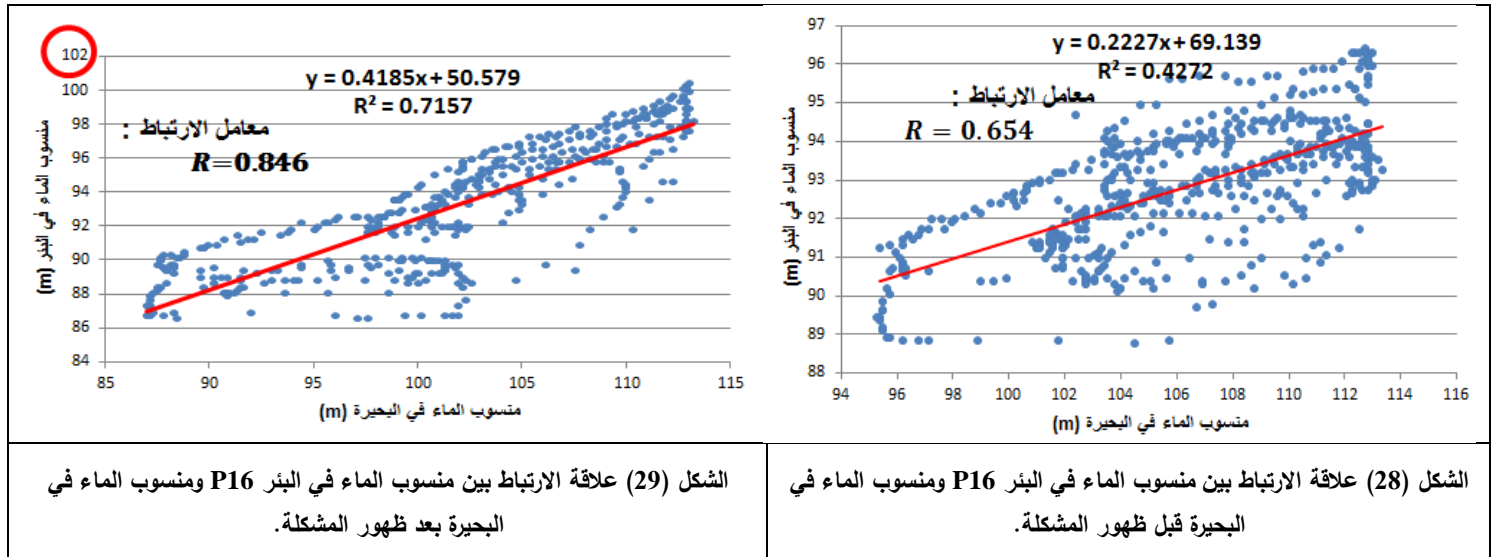 97
96
95
94
93
92
91
90
89
88
y = 0.2227x+69.139
R² = 0.4272
معامل الارتباط :
R = 0.654
منسوب الماء في البئر (m)
94 96 98 100 102 104 106 108 110 112 114 116
منسوب الماء في البحيرة (m)
الشكل (28) علاقة الارتباط بين منسوب الماء في البئر P16 ومنسوب الماء في
البحيرة قبل ظهور المشكلة.
102
100
98
96
94
92
90
88
86
84
y = 0.4185x+50.579
R² = 0.7157
معامل الارتباط :
R=0.846
منسوب الماء في البئر (m)
85 90 95 100 105 110 115
منسوب الماء في البحيرة (m)
الشكل (29) علاقة الارتباط بين منسوب الماء في البئر P16 ومنسوب الماء في
البحيرة بعد ظهور المشكلة.